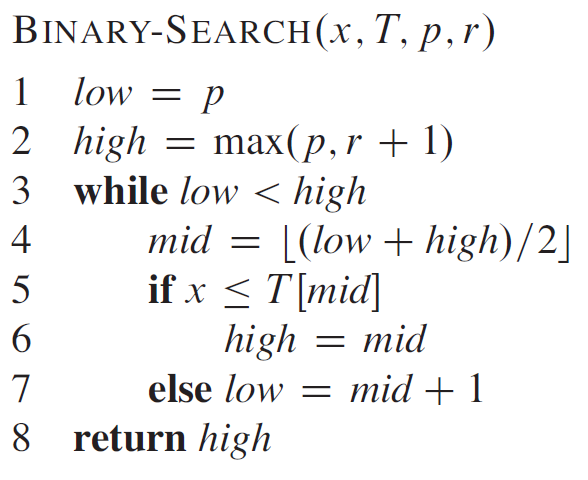 BINARY-SEARCH(x, T, p, r)
1 low = p
2 high = max(p, r + 1)
3 while low < high
4 mid = ⌊(low + high)/2⌋
5 if x ≤ T[mid]
6 high = mid
7 else low = mid + 1
8 return high